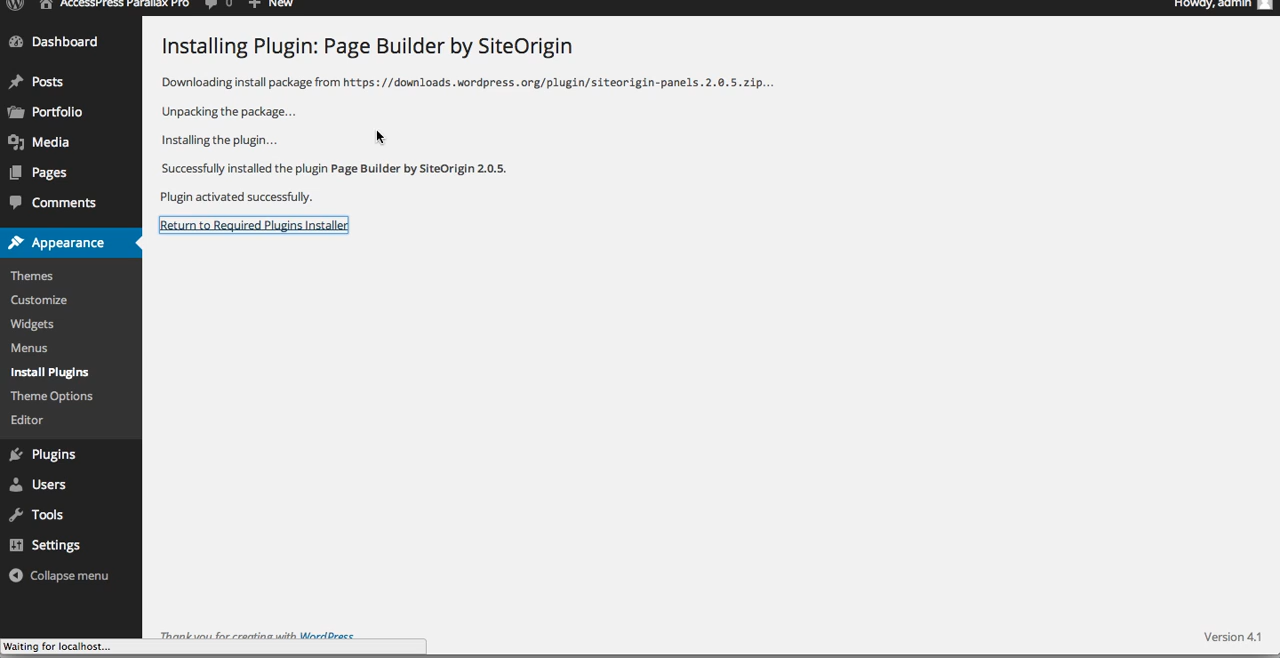 AccessPress Parallax Pro 0 New Howdy, admin
Dashboard
Posts
Portfolio
Media
Pages
Comments
Appearance
Themes
Customize
Widgets
Menus
Install Plugins
Theme Options
Editor
Plugins
Users
Tools
Settings
Collapse menu
Installing Plugin: Page Builder by SiteOrigin
Downloading install package from https://downloads.wordpress.org/plugin/siteorigin-panels.2.0.5.zip…
Unpacking the package…
Installing the plugin…
Successfully installed the plugin Page Builder by SiteOrigin 2.0.5.
Plugin activated successfully.
Return to Required Plugins Installer
Thank you for creating with WordPress
Version 4.1
Waiting for localhost...